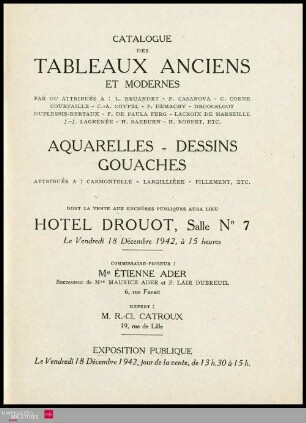 CATALOGUE
DES
TABLEAUX ANCIENS
ET MODERNES
PAR OU ATTRIBUÉS A : L. BRUANDET - F. CASANOVA - C. CORNE
COURTAILLE - C.-A. COYPEL - P. DEMACHY - DROOCHSLOOT
DUPLESSIS-BERTAUX - F. DE PAULA FERG - LACROIX DE MARSEILLE
J.-J. LAGRENÉE - H. RAEBURN - H. ROBERT, ETC.
AQUARELLES - DESSINS
GOUACHES
ATTRIBUÉS A : CARMONTELLE - LARGILLIÈRE - PILLEMENT, ETC.
DONT LA VENTE AUX ENCHÈRES PUBLIQUES AURA LIEU
HOTEL DROUOT, Salle N° 7
Le Vendredi 18 Décembre 1942, à 15 heures
COMMISSAIRE-PRISEUR :
Me ÉTIENNE ADER
Successeur de Mes MAURICE ADER et F. LAIR DUBREUIL
6, rue Favart
EXPERT :
M. R.-Cl. CATROUX
19, rue de Lille
EXPOSITION PUBLIQUE
Le Vendredi 18 Décembre 1942, jour de la vente, de 13 h. 30 à 15 h.